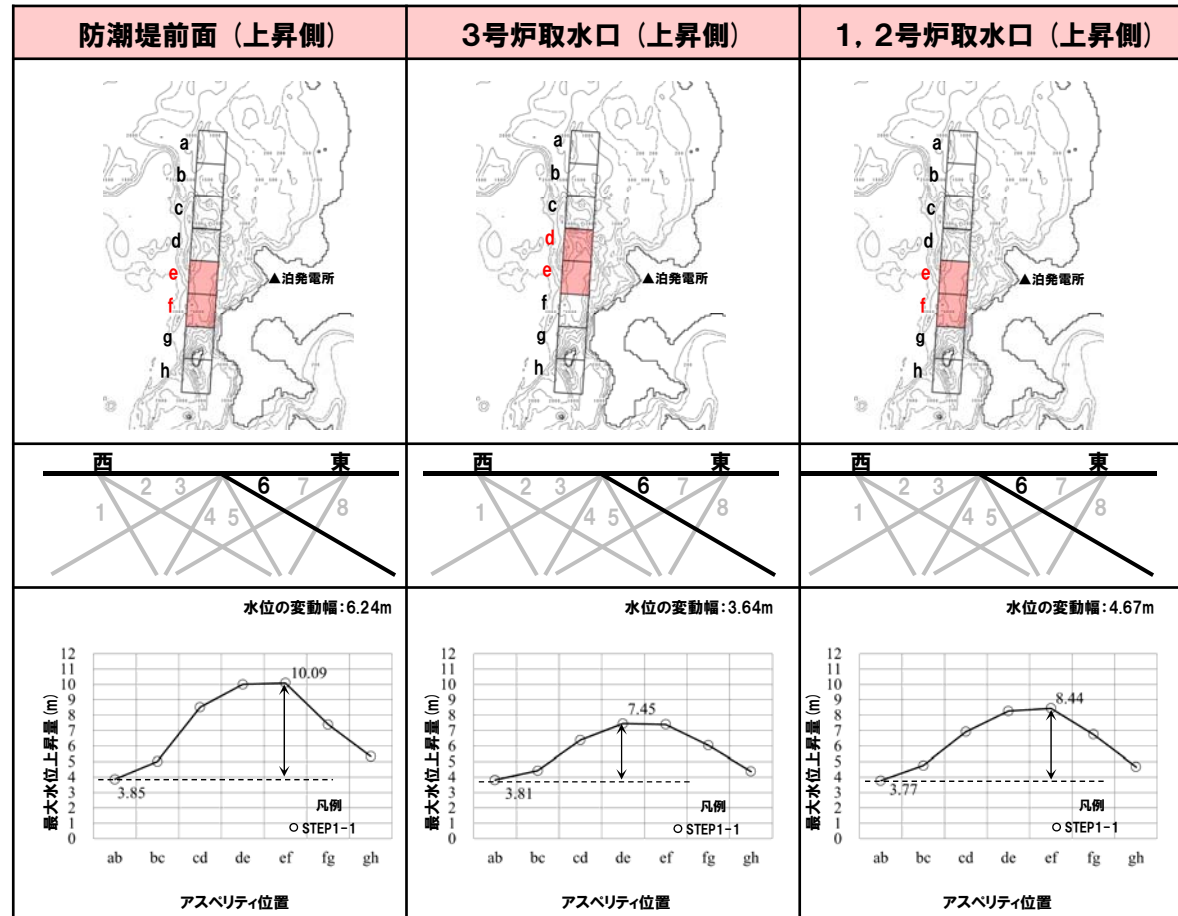 防潮堤前面（上昇側）
3号炉取水口（上昇側）
1，2号炉取水口（上昇側）
a
b
c
d
e
f
g
h
▲泊発電所
a
b
c
d
e
f
g
h
▲泊発電所
a
b
c
d
e
f
g
h
▲泊発電所
西 東
1 2 3 4 5 6 7 8
西 東
1 2 3 4 5 6 7 8
西 東
1 2 3 4 5 6 7 8
水位の変動幅：6.24m
最大水位上昇量(m)
12
11
10
9
8
7
6
5
4
3
2
1
0
10.09
3.85
凡例
○ STEP1-1
ab bc cd de ef fg gh
アスペリティ位置
水位の変動幅：3.64m
最大水位上昇量(m)
12
11
10
9
8
7
6
5
4
3
2
1
0
7.45
3.81
凡例
○ STEP1-1
ab bc cd de ef fg gh
アスペリティ位置
水位の変動幅：4.67m
最大水位上昇量(m)
12
11
10
9
8
7
6
5
4
3
2
1
0
8.44
3.77
凡例
○ STEP1-1
ab bc cd de ef fg gh
アスペリティ位置